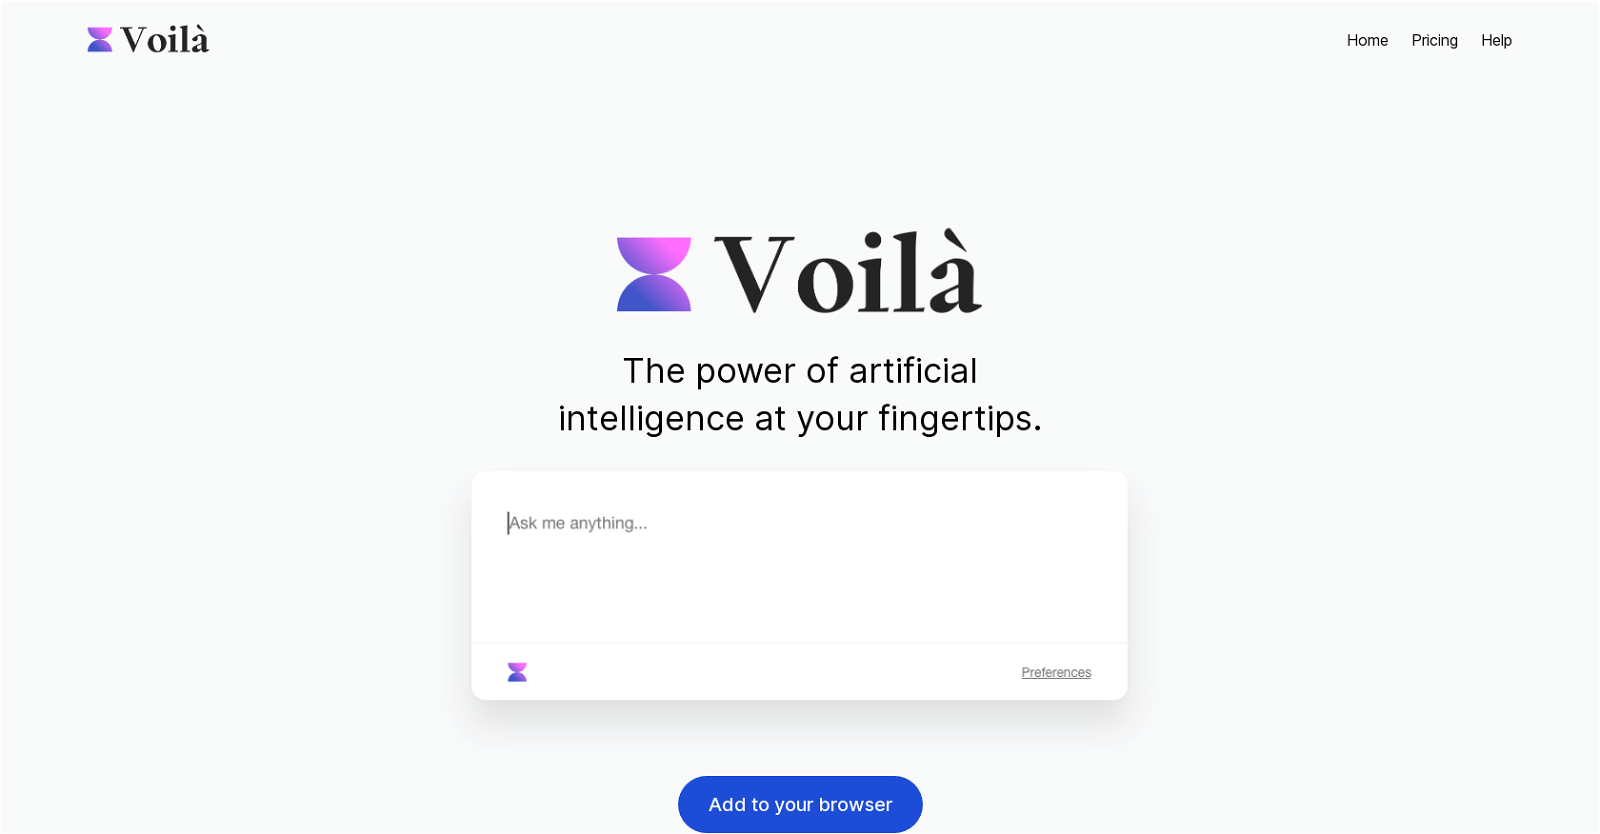 Voilà
Home Pricing Help
Voilà
The power of artificial
intelligence at your fingertips.
Ask me anything...
Preferences
Add to your browser